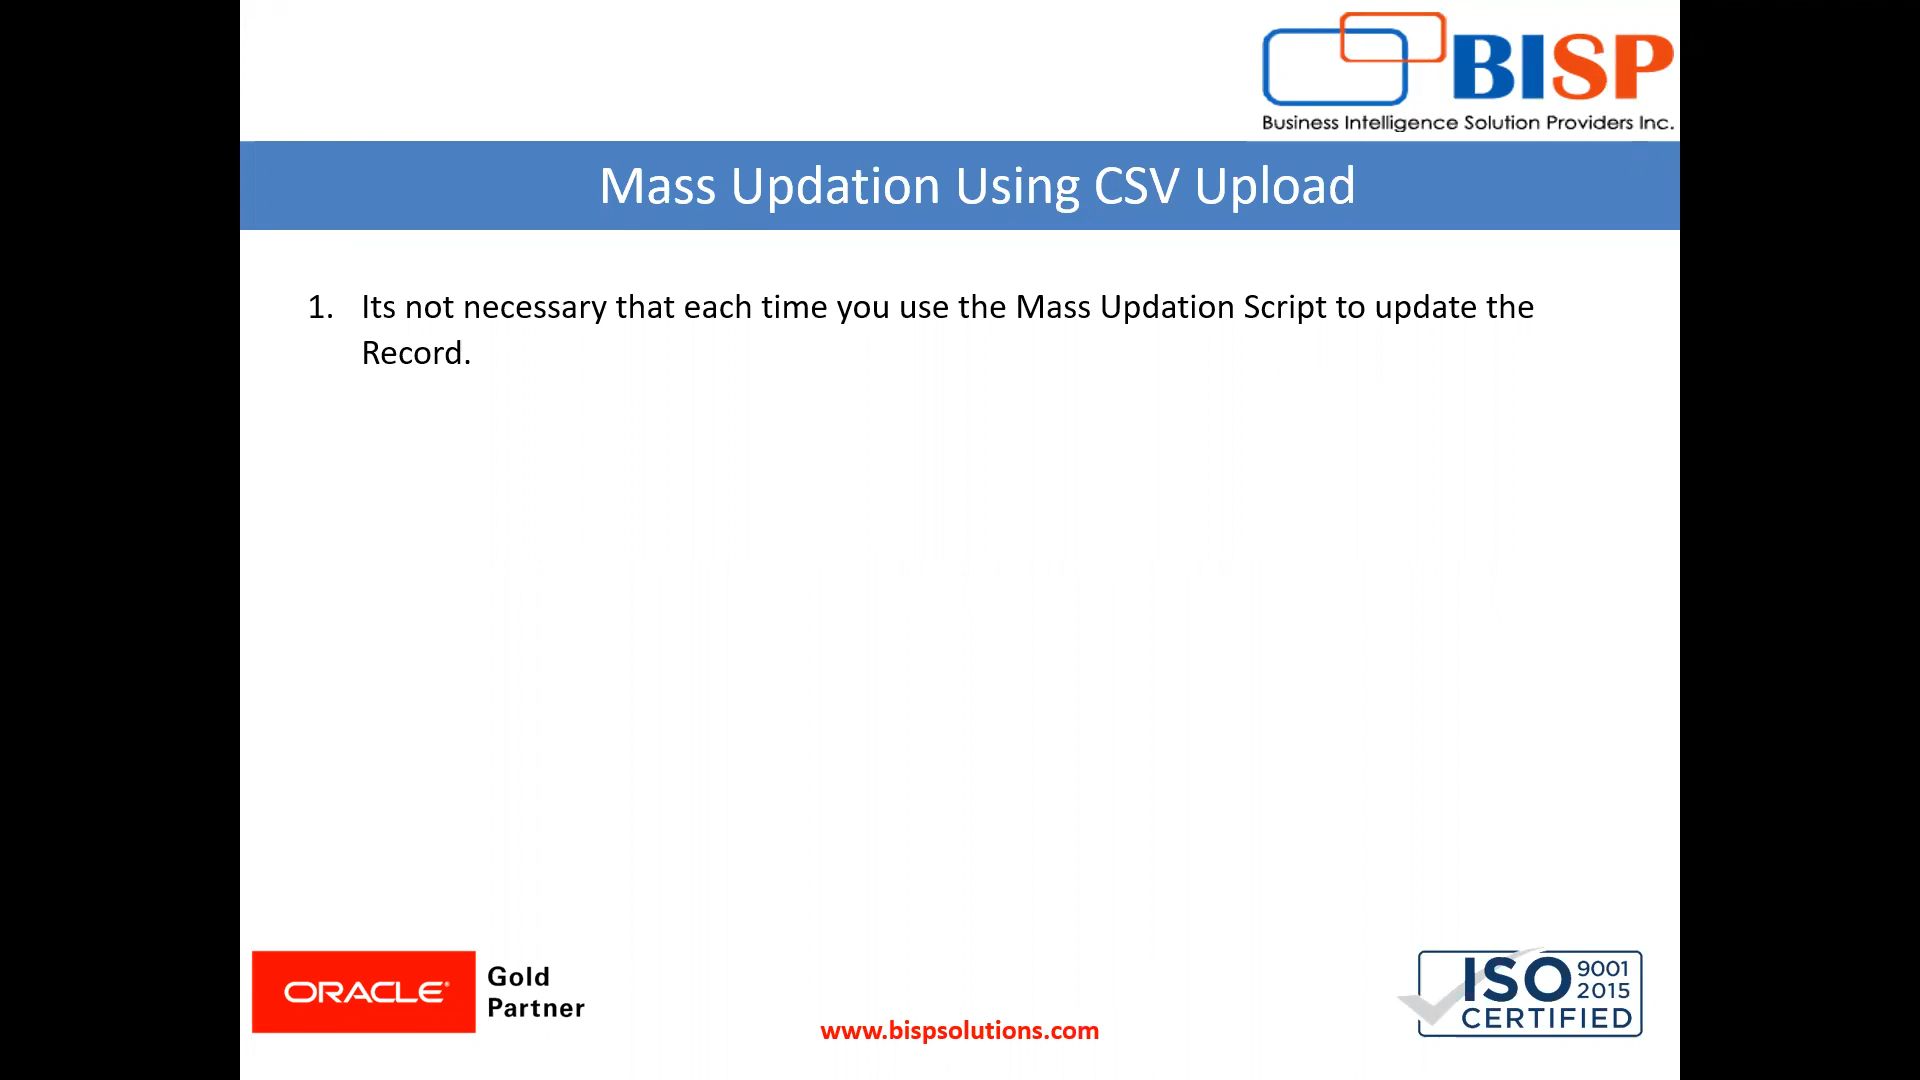 BISP
Business Intelligence Solution Providers Inc.
Mass Updation Using CSV Upload
1. Its not necessary that each time you use the Mass Updation Script to update the
Record.
ORACLE®
Gold
Partner
www.bispsolutions.com
ISO 9001
2015
CERTIFIED